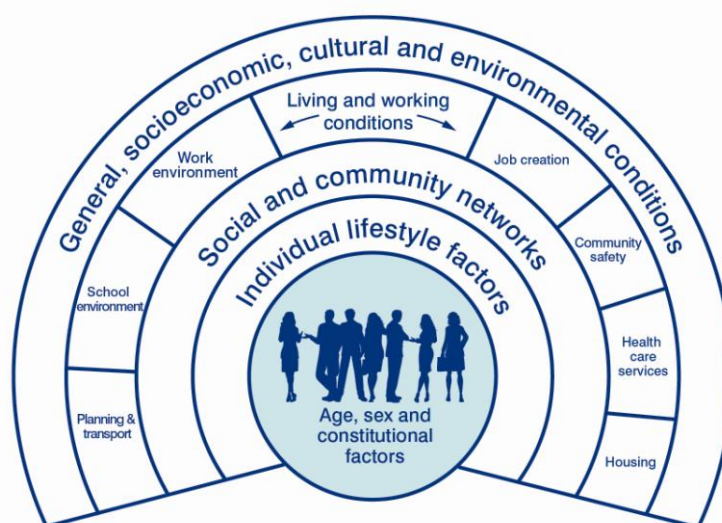 General, socioeconomic, cultural and environmental conditions
Living and working
conditions
Work
environment
Job creation
Social and community networks
Individual lifestyle factors
School
environment
Community
safety
Planning &
transport
Health
care
services
Housing
Age, sex and
constitutional
factors